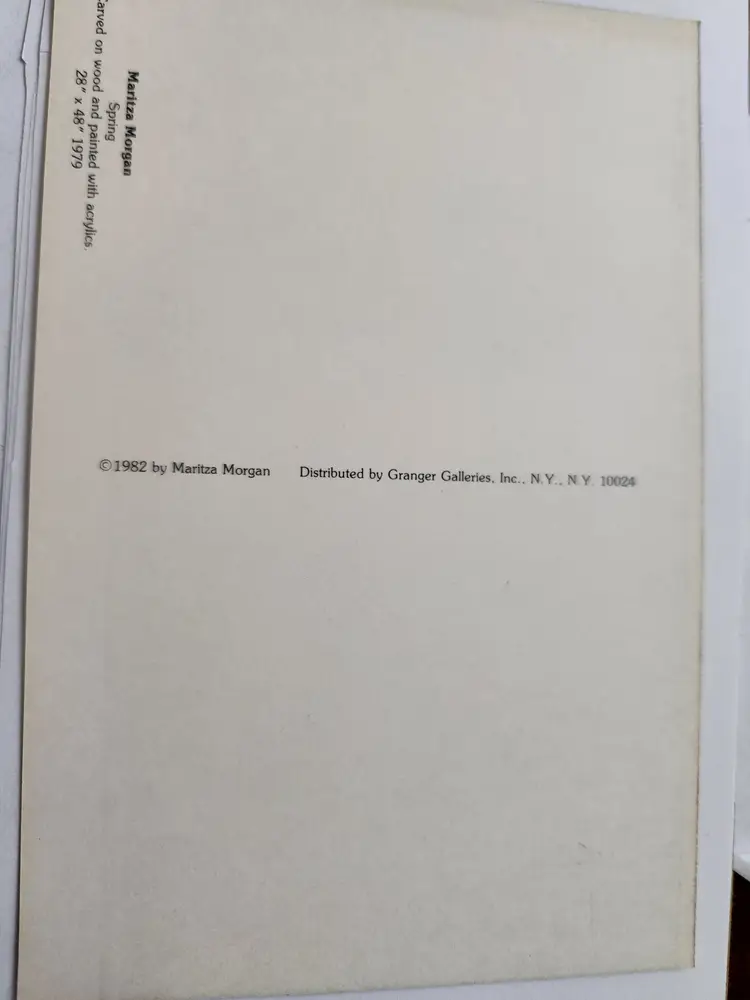 Maritza Morgan
Spring
arved on wood and painted with acrylics.
28" x 48" 1979
©1982 by Maritza Morgan Distributed by Granger Galleries, Inc., N.Y., N.Y. 10024